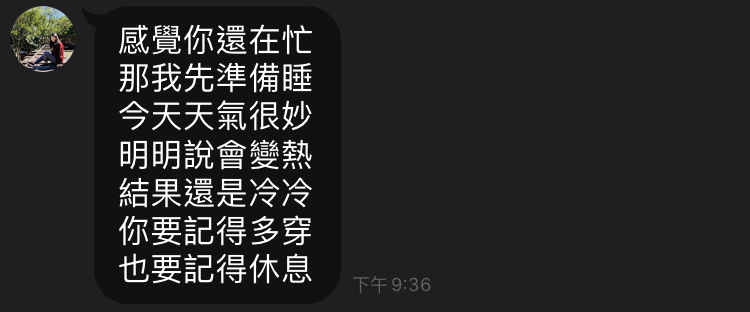 感覺你還在忙
那我先準備睡
今天天氣很妙
明明說會變熱
結果還是冷冷
你要記得多穿
也要記得休息
下午 9:36